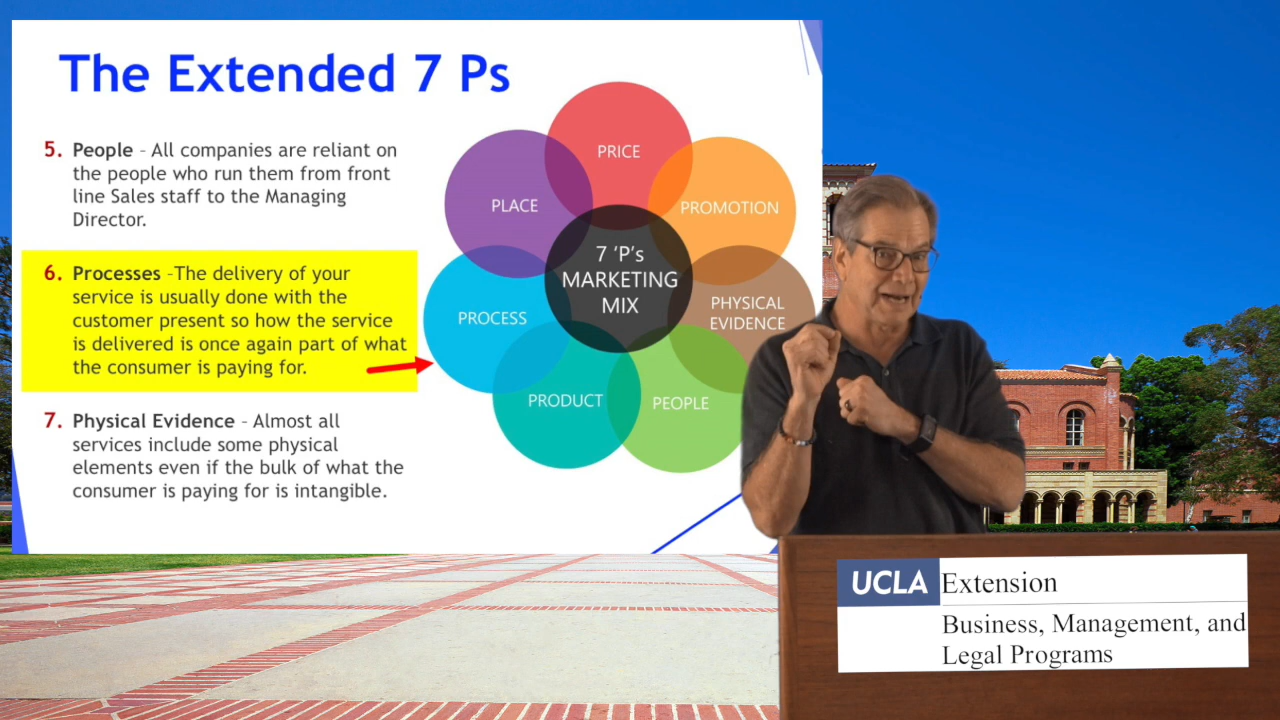 The Extended 7 Ps
5. People - All companies are reliant on
the people who run them from front
line Sales staff to the Managing
Director.
6. Processes -The delivery of your
service is usually done with the
customer present so how the service
is delivered is once again part of what
the consumer is paying for.
7. Physical Evidence - Almost all
services include some physical
elements even if the bulk of what the
consumer is paying for is intangible.
PRICE
PLACE
PROMOTION
7 ‘P’s
MARKETING
MIX
PROCESS
PHYSICAL
EVIDENCE
PRODUCT
PEOPLE
UCLA Extension
Business, Management, and
Legal Programs